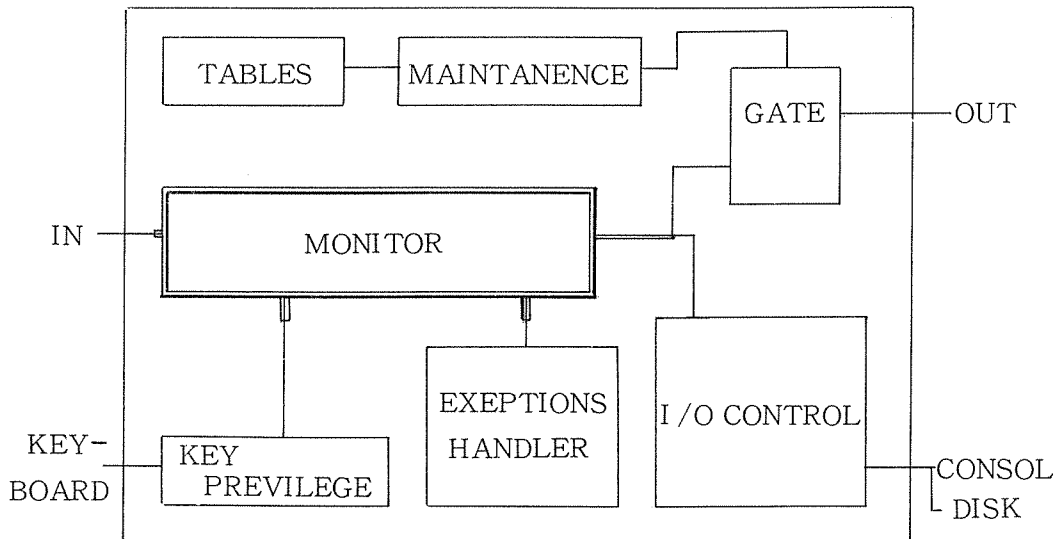 TABLES
MAINTANENCE
GATE
OUT
IN
MONITOR
EXEPTIONS
HANDLER
I/O CONTROL
KEY-
BOARD
KEY
PREVILEGE
CONSOL
DISK